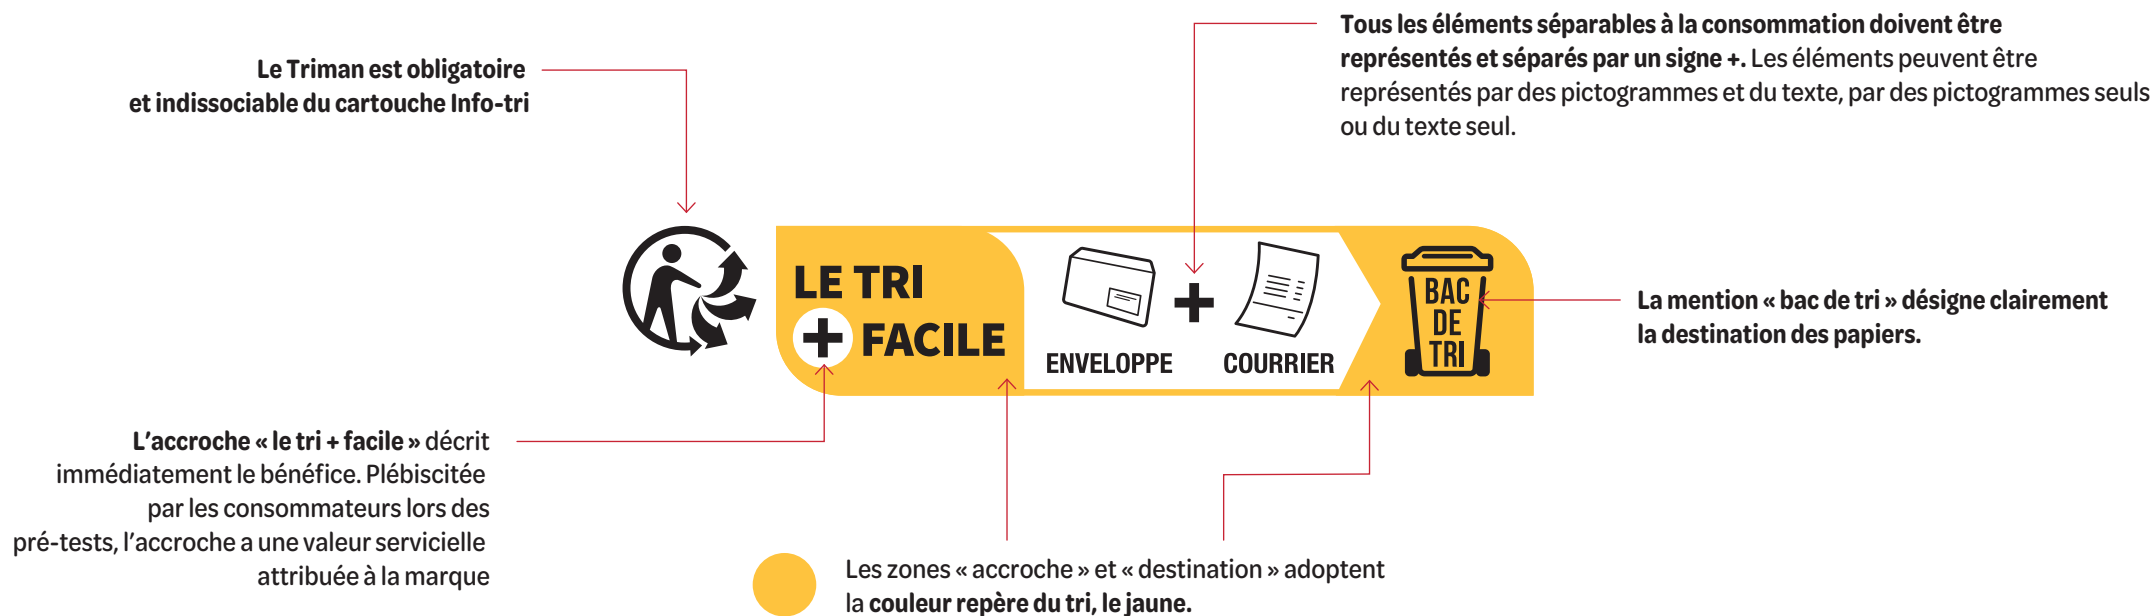 Le Triman est obligatoire
et indissociable du cartouche Info-tri
Tous les éléments séparables à la consommation doivent être
représentés et séparés par un signe +. Les éléments peuvent être
représentés par des pictogrammes et du texte, par des pictogrammes seuls
ou du texte seul.
LE TRI
+ FACILE
ENVELOPPE
+
COURRIER
BAC
DE
TRI
La mention « bac de tri » désigne clairement
la destination des papiers.
L’accroche « le tri + facile » décrit
immédiatement le bénéfice. Plébiscitée
par les consommateurs lors des
pré-tests, l’accroche a une valeur servicielle
attribuée à la marque
Les zones « accroche » et « destination » adoptent
la couleur repère du tri, le jaune.